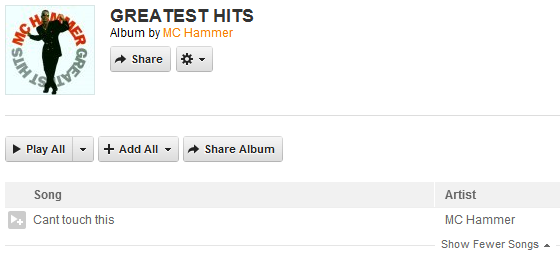 MC HAMMER
GREATEST HITS
GREATEST HITS
Album by MC Hammer
Share
Play All
Add All
Share Album
Song Artist
Cant touch this MC Hammer
Show Fewer Songs